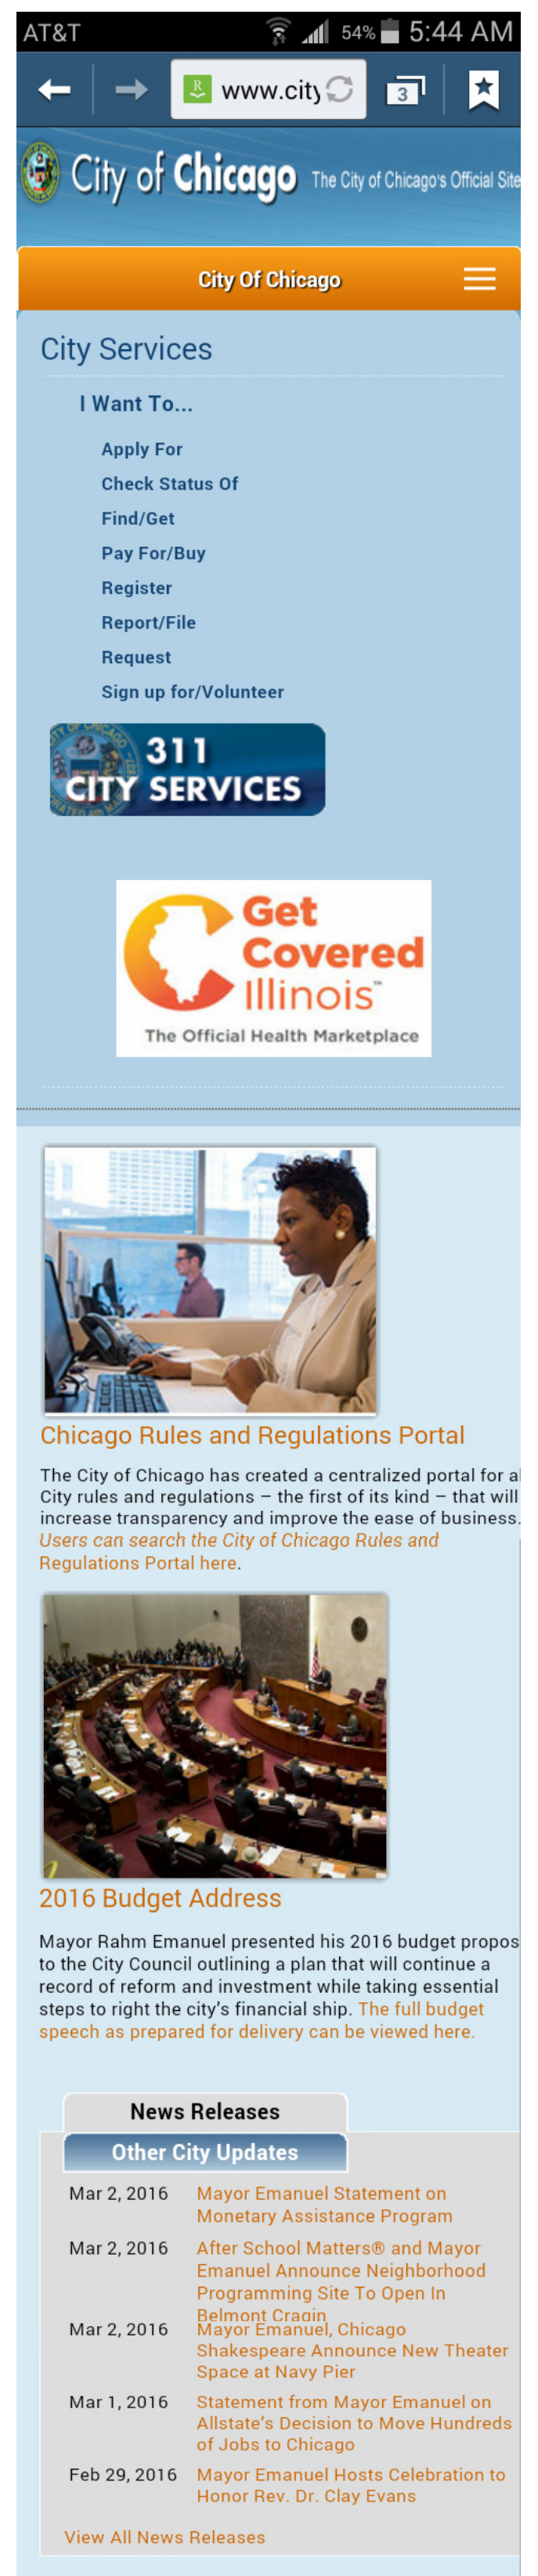 AT&T 54% 5:44 AM
www.city 3
City of Chicago The City of Chicago's Official Site
City Of Chicago
City Services
I Want To...
Apply For
Check Status Of
Find/Get
Pay For/Buy
Register
Report/File
Request
Sign up for/Volunteer
311
CITY SERVICES
Get
Covered
Illinois™
The Official Health Marketplace
Chicago Rules and Regulations Portal
The City of Chicago has created a centralized portal for al
City rules and regulations – the first of its kind – that will
increase transparency and improve the ease of business.
Users can search the City of Chicago Rules and
Regulations Portal here.
2016 Budget Address
Mayor Rahm Emanuel presented his 2016 budget propos
to the City Council outlining a plan that will continue a
record of reform and investment while taking essential
steps to right the city's financial ship. The full budget
speech as prepared for delivery can be viewed here.
News Releases
Other City Updates
Mar 2, 2016 Mayor Emanuel Statement on
Monetary Assistance Program
Mar 2, 2016 After School Matters® and Mayor
Emanuel Announce Neighborhood
Programming Site To Open In
Belmont Cragin
Mar 2, 2016 Mayor Emanuel, Chicago
Shakespeare Announce New Theater
Space at Navy Pier
Mar 1, 2016 Statement from Mayor Emanuel on
Allstate's Decision to Move Hundreds
of Jobs to Chicago
Feb 29, 2016 Mayor Emanuel Hosts Celebration to
Honor Rev. Dr. Clay Evans
View All News Releases